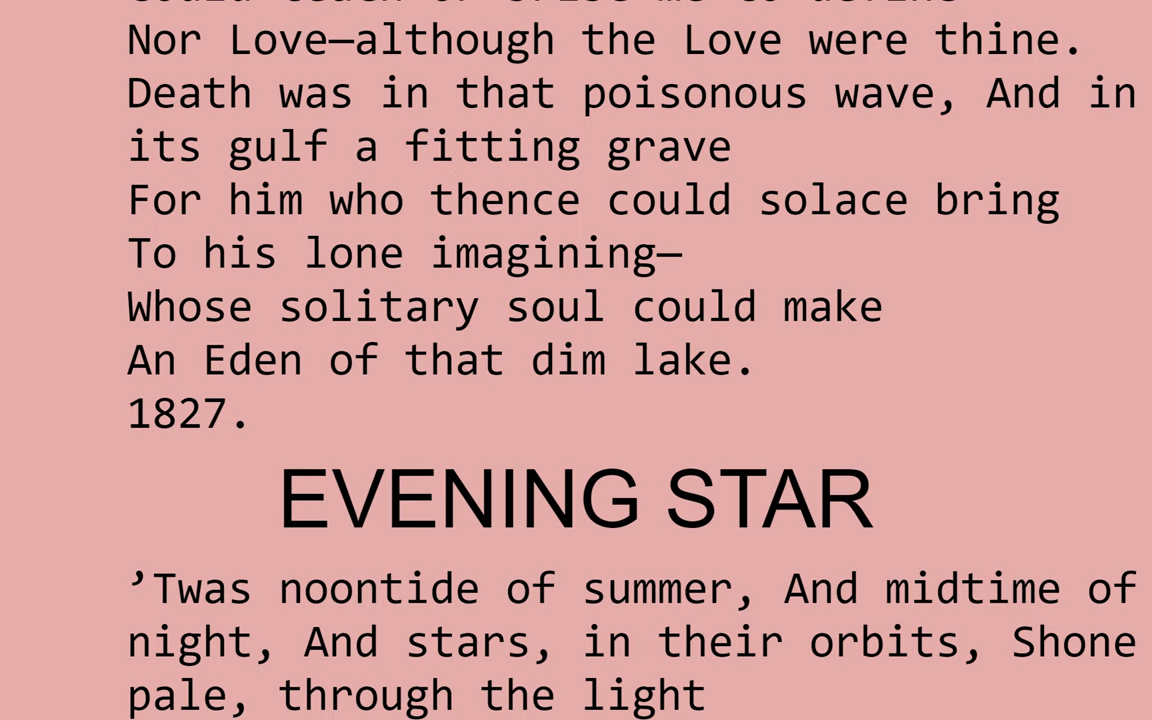 Nor Love—although the Love were thine.
Death was in that poisonous wave, And in
its gulf a fitting grave
For him who thence could solace bring
To his lone imagining—
Whose solitary soul could make
An Eden of that dim lake.
1827.
EVENING STAR
’Twas noontide of summer, And midtime of
night, And stars, in their orbits, Shone
pale, through the light